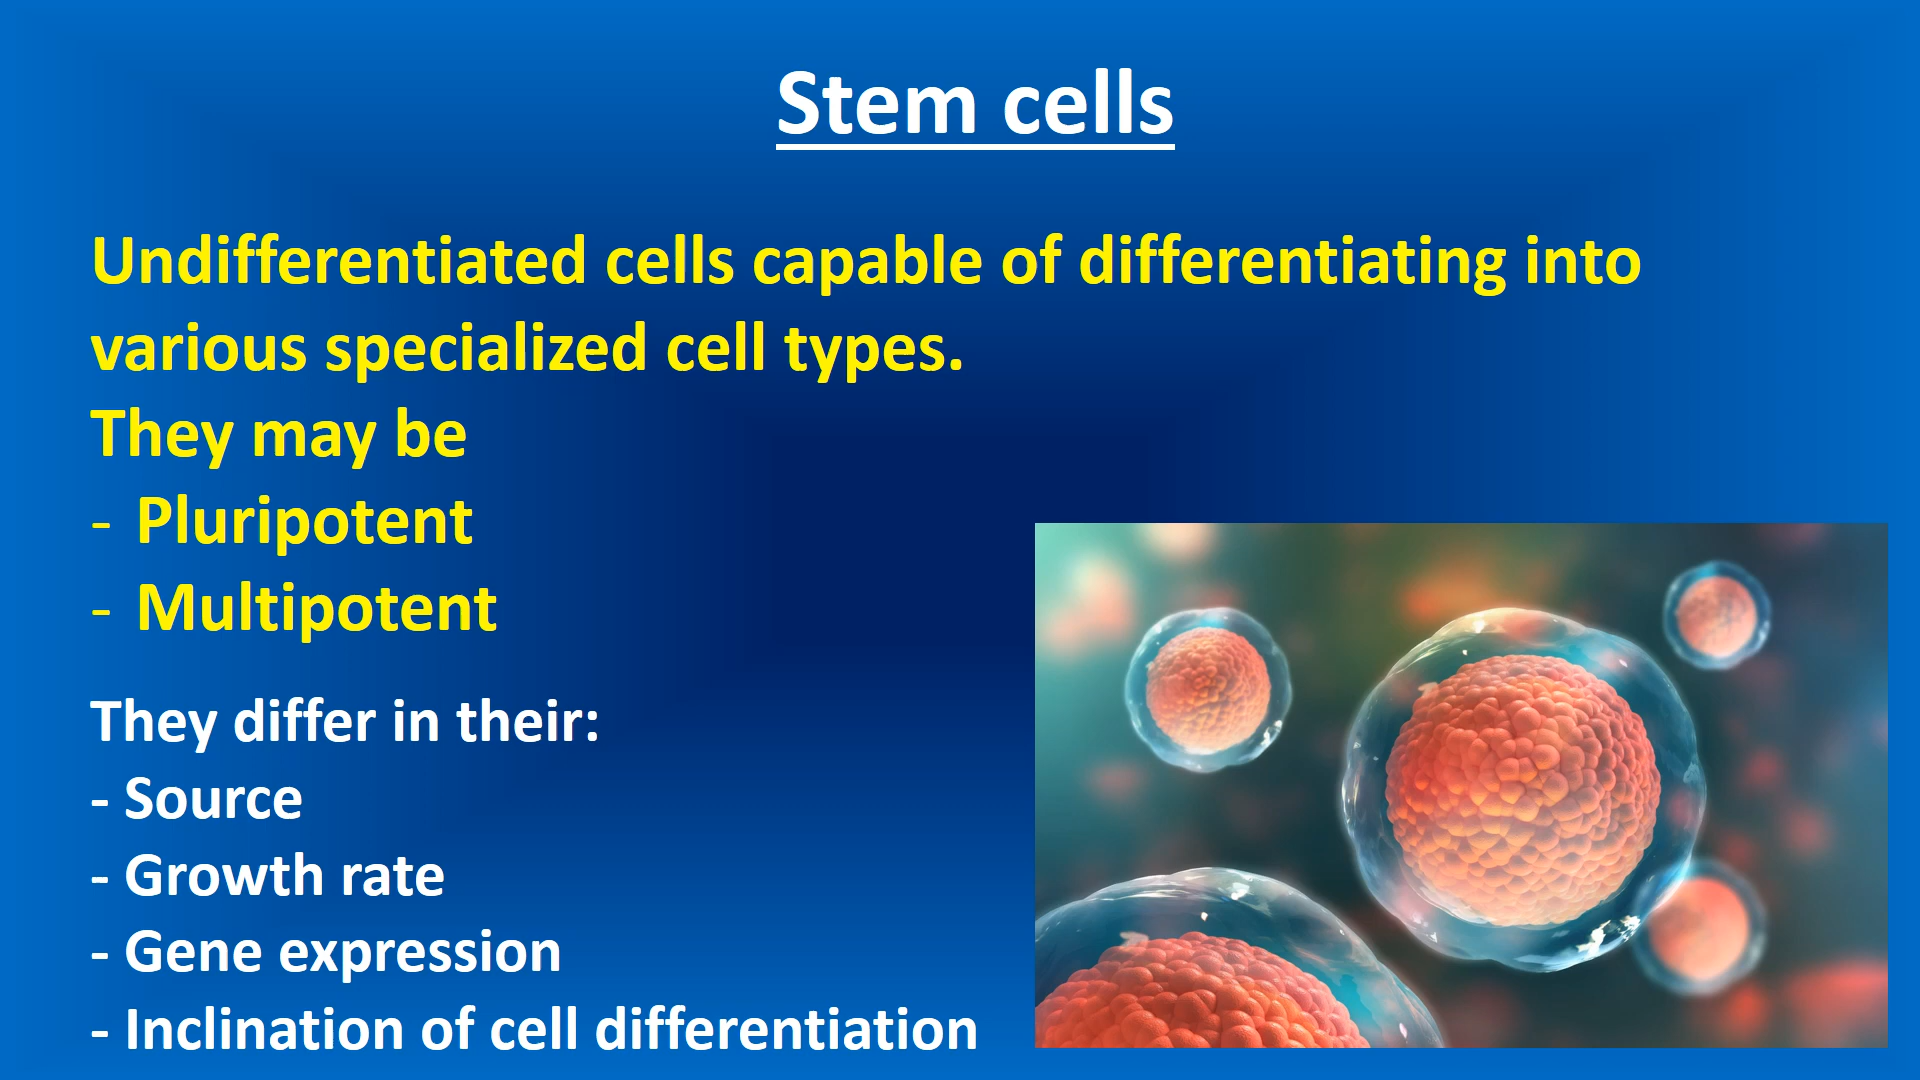 Stem cells
Undifferentiated cells capable of differentiating into
various specialized cell types.
They may be
- Pluripotent
- Multipotent
They differ in their:
- Source
- Growth rate
- Gene expression
- Inclination of cell differentiation